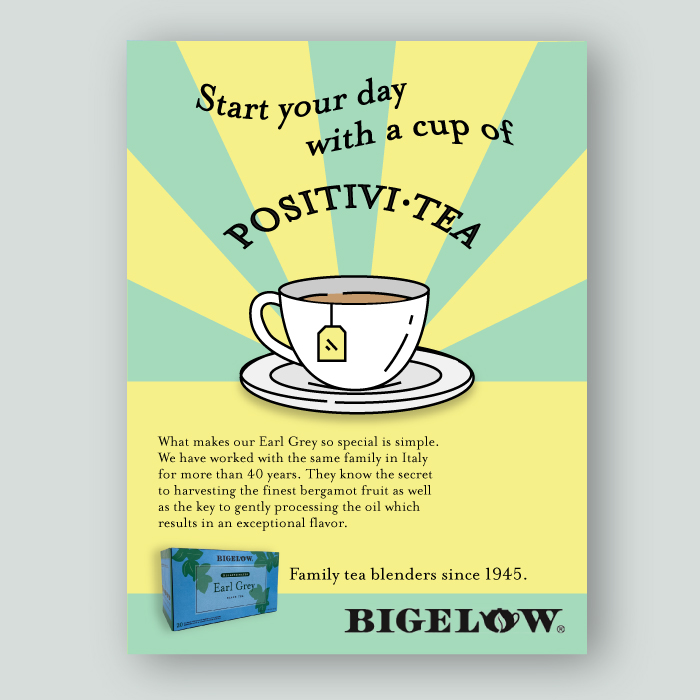 Start your day
with a cup of
POSITIVI•TEA
What makes our Earl Grey so special is simple.
We have worked with the same family in Italy
for more than 40 years. They know the secret
to harvesting the finest bergamot fruit as well
as the key to gently processing the oil which
results in an exceptional flavor.
BIGELOW
Earl Grey
BLACK TEA
20
Family tea blenders since 1945.
BIGELOW®